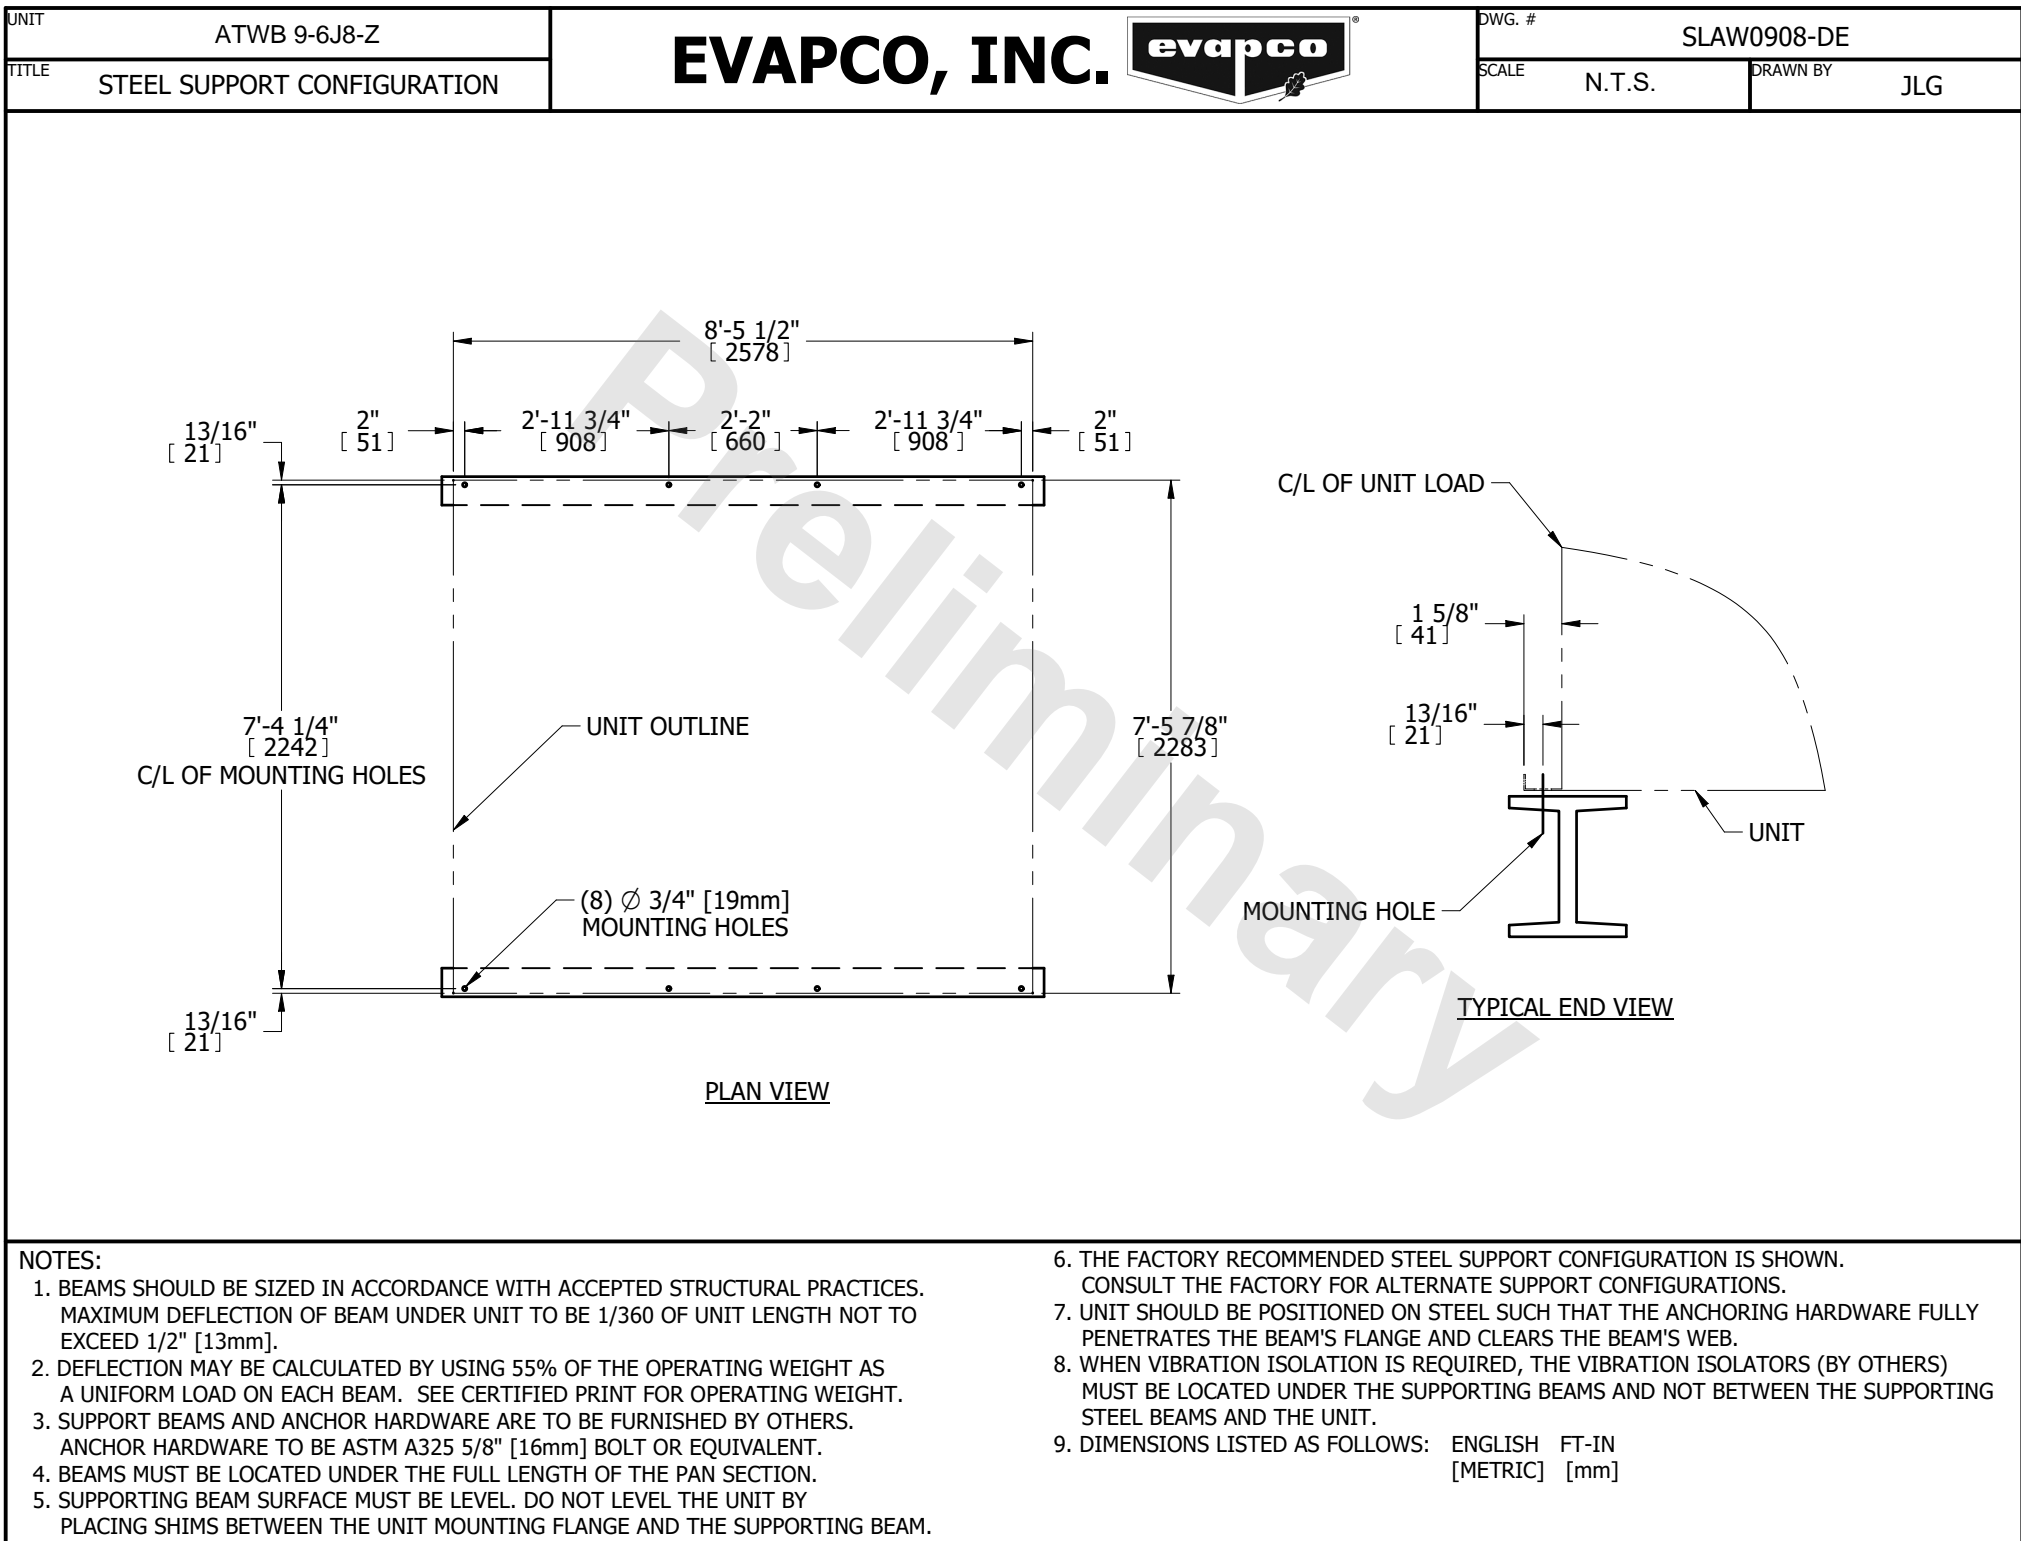 UNIT
ATWB 9-6J8-Z
TITLE
STEEL SUPPORT CONFIGURATION
EVAPCO, INC.
evapco
®
DWG. #
SLAW0908-DE
SCALE
N.T.S.
DRAWN BY
JLG
8'-5 1/2"
[ 2578 ]
13/16"
[ 21 ]
2"
[ 51 ]
2'-11 3/4"
[ 908 ]
2'-2"
[ 660 ]
2'-11 3/4"
[ 908 ]
2"
[ 51 ]
7'-4 1/4"
[ 2242 ]
C/L OF MOUNTING HOLES
UNIT OUTLINE
7'-5 7/8"
[ 2283 ]
(8) ∅ 3/4" [19mm]
MOUNTING HOLES
13/16"
[ 21 ]
PLAN VIEW
C/L OF UNIT LOAD
1 5/8"
[ 41 ]
13/16"
[ 21 ]
UNIT
MOUNTING HOLE
TYPICAL END VIEW
Preliminary
NOTES:
1. BEAMS SHOULD BE SIZED IN ACCORDANCE WITH ACCEPTED STRUCTURAL PRACTICES.
MAXIMUM DEFLECTION OF BEAM UNDER UNIT TO BE 1/360 OF UNIT LENGTH NOT TO
EXCEED 1/2" [13mm].
2. DEFLECTION MAY BE CALCULATED BY USING 55% OF THE OPERATING WEIGHT AS
A UNIFORM LOAD ON EACH BEAM. SEE CERTIFIED PRINT FOR OPERATING WEIGHT.
3. SUPPORT BEAMS AND ANCHOR HARDWARE ARE TO BE FURNISHED BY OTHERS.
ANCHOR HARDWARE TO BE ASTM A325 5/8" [16mm] BOLT OR EQUIVALENT.
4. BEAMS MUST BE LOCATED UNDER THE FULL LENGTH OF THE PAN SECTION.
5. SUPPORTING BEAM SURFACE MUST BE LEVEL. DO NOT LEVEL THE UNIT BY
PLACING SHIMS BETWEEN THE UNIT MOUNTING FLANGE AND THE SUPPORTING BEAM.
6. THE FACTORY RECOMMENDED STEEL SUPPORT CONFIGURATION IS SHOWN.
CONSULT THE FACTORY FOR ALTERNATE SUPPORT CONFIGURATIONS.
7. UNIT SHOULD BE POSITIONED ON STEEL SUCH THAT THE ANCHORING HARDWARE FULLY
PENETRATES THE BEAM'S FLANGE AND CLEARS THE BEAM'S WEB.
8. WHEN VIBRATION ISOLATION IS REQUIRED, THE VIBRATION ISOLATORS (BY OTHERS)
MUST BE LOCATED UNDER THE SUPPORTING BEAMS AND NOT BETWEEN THE SUPPORTING
STEEL BEAMS AND THE UNIT.
9. DIMENSIONS LISTED AS FOLLOWS: ENGLISH FT-IN
[METRIC] [mm]